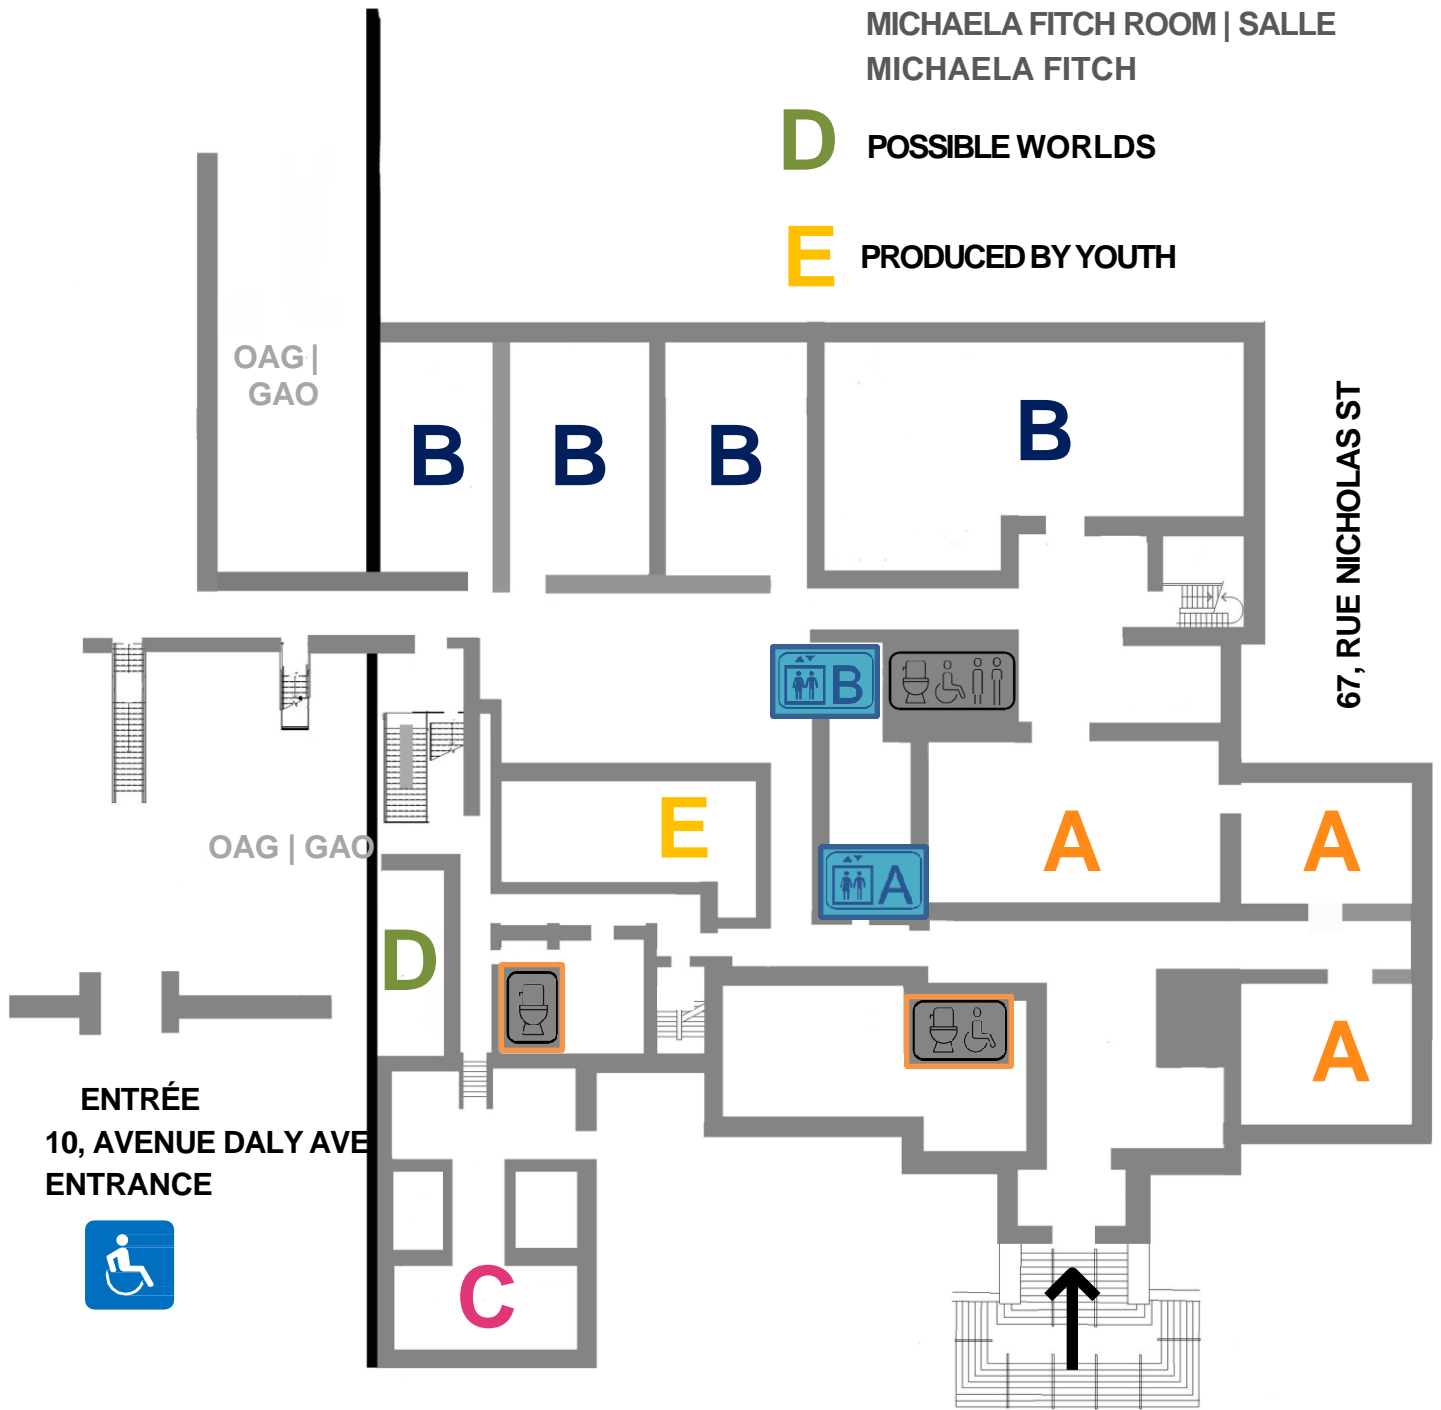 MICHAELA FITCH ROOM | SALLE
MICHAELA FITCH
D POSSIBLE WORLDS
E PRODUCED BY YOUTH
OAG |
GAO
B B B B
67, RUE NICHOLAS ST
B
E
A A
OAG | GAO
A
D
A
ENTRÉE
10, AVENUE DALY AVE
ENTRANCE
C